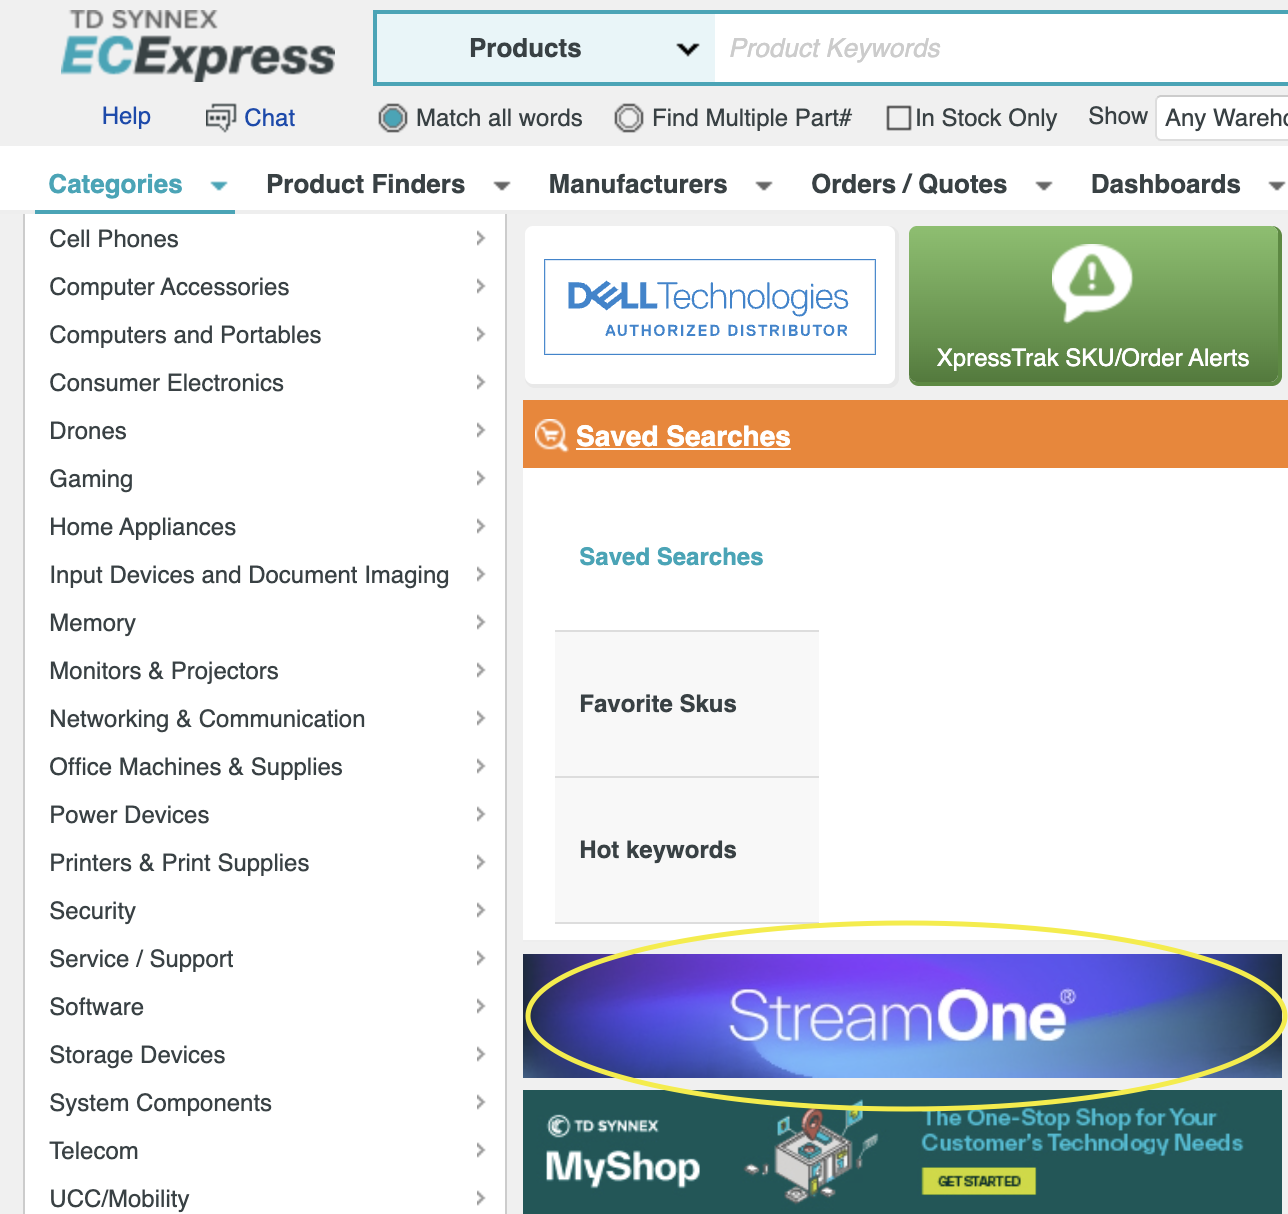 TD SYNNEX
ECExpress
Products
Product Keywords
Help
Chat
Match all words
Find Multiple Part#
In Stock Only
Show
Any Wareho
Categories
Product Finders
Manufacturers
Orders / Quotes
Dashboards
Cell Phones
Computer Accessories
Computers and Portables
Consumer Electronics
Drones
Gaming
Home Appliances
Input Devices and Document Imaging
Memory
Monitors & Projectors
Networking & Communication
Office Machines & Supplies
Power Devices
Printers & Print Supplies
Security
Service / Support
Software
Storage Devices
System Components
Telecom
UCC/Mobility
DELL Technologies
AUTHORIZED DISTRIBUTOR
XpressTrak SKU/Order Alerts
Saved Searches
Saved Searches
Favorite Skus
Hot keywords
StreamOne®
TD SYNNEX
MyShop
The One-Stop Shop for Your
Customer's Technology Needs
GET STARTED